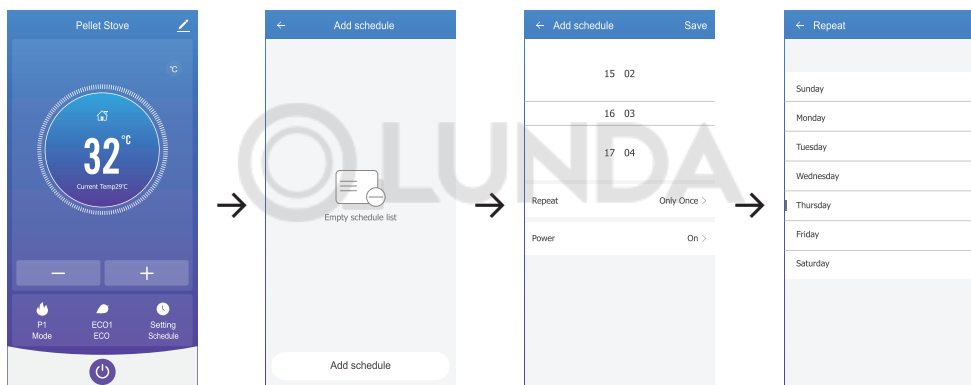 Pellet Stove
°C
32°C
Current Temp29℃
P1
Mode
ECO1
ECO
Setting
Schedule
Add schedule
Empty schedule list
Add schedule
Add schedule
Save
15 02
16 03
17 04
Repeat
Only Once >
Power
On >
Repeat
Sunday
Monday
Tuesday
Wednesday
Thursday
Friday
Saturday
LUNDA